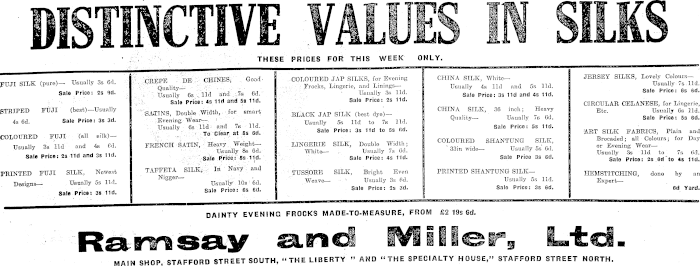 DISTINCTIVE VALUES IN SILKS
THESE PRICES FOR THIS WEEK ONLY.
FUJI SILK (pure)— Usually 3s 6d.
Sale Price: 2s 9d.
STRIPED FUJI (best)—Usually
4s 6d. Sale Price: 3s 3d.
COLOURED FUJI (all silk)—
Usually 3s 11d and 4s 6d.
Sale Price: 2s 11d and 3s 11d.
PRINTED FUJI SILK, Newest
Designs— Usually 5s 11d.
Sale Price: 3s 11d.
CREPE DE CHINES, Good
Quality—
Usually 6s 11d and 7s 6d.
Sale Price: 4s 11d and 5s 11d.
SATINS, Double Width, for smart
Evening Wear—
Usually 6s 11d and 7s 11d.
To Clear at 5s 6d.
FRENCH SATIN, Heavy Weight—
Usually 8s 6d.
Sale Price: 5s 11d.
TAFFETA SILK, In Navy and
Nigger—
Usually 10s 6d.
Sale Price: 6s 6d.
COLOURED JAP SILKS, for Evening
Frocks, Lingerie, and Linings—
Usually 3s 11d.
Sale Price: 2s 11d.
BLACK JAP SILK (best dye)—
Usually 5s 11d to 7s 11d.
Sale Price: 3s 11d to 5s 6d.
LINGERIE SILK, Double Width;
White— Usually 7s 6d.
Sale Price: 4s 11d.
TUSSORE SILK, Bright Even
Weave— Usually 3s 6d.
Sale Price: 2s 3d.
CHINA SILK, White—
Usually 4s 11d and 5s 11d.
Sale Price: 3s 11d and 4s 11d.
CHINA SILK, 36 inch; Heavy
Quality— Usually 7s 6d.
Sale Price: 5s 11d.
COLOURED SHANTUNG SILK,
33in wide— Usually 5s 6d.
Sale Price: 3s 6d.
PRINTED SHANTUNG SILK—
Usually 5s 11d.
Sale Price: 3s 11d.
JERSEY SILKS, Lovely Colours—
Usually 7s 11d.
Sale Price: 6s 6d.
CIRCULAR CELANESE, for Lingerie,
Etc. Usually 6s 11d.
Sale Price: 5s 6d.
ART SILK FABRICS, Plain and
Brocaded; all Colours; for Day
or Evening Wear—
Usually 3s 11d to 7s 6d.
Sale Price: 2s 6d to 4s 11d.
HEMSTITCHING, done by an
Expert—
6d Yard.
DAINTY EVENING FROCKS MADE-TO-MEASURE, FROM £2 19s 6d.
Ramsay and Miller, Ltd.
MAIN SHOP, STAFFORD STREET SOUTH, "THE LIBERTY" AND "THE SPECIALTY HOUSE," STAFFORD STREET NORTH.